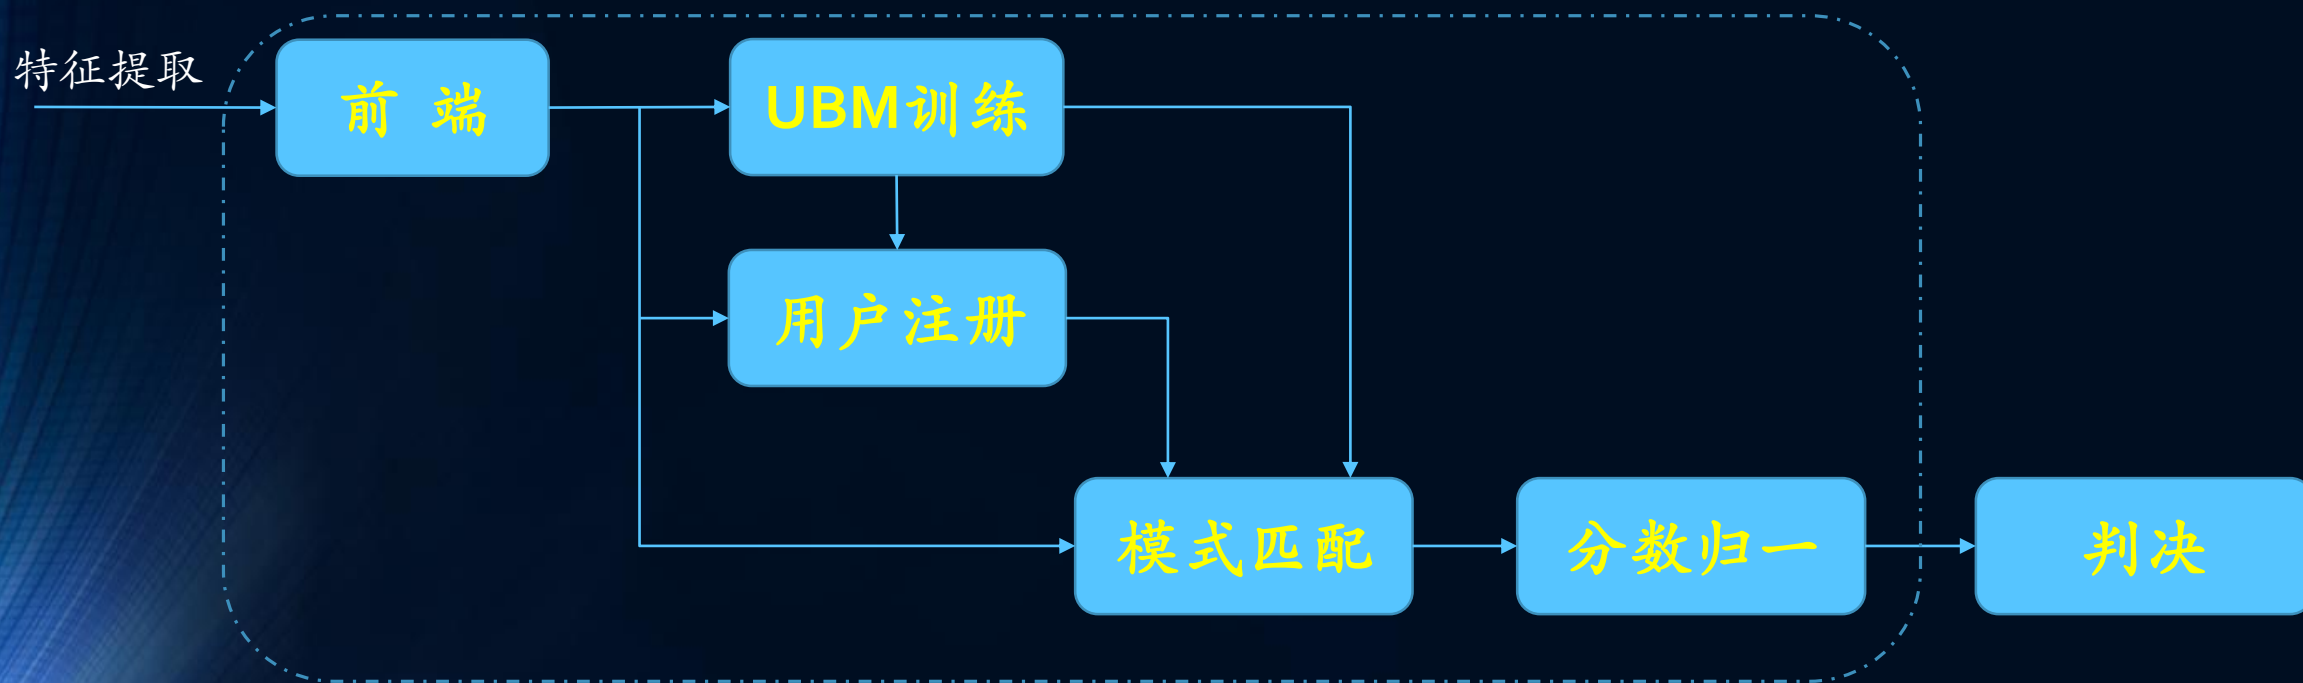 特征提取
前 端
UBM训练
用户注册
模式匹配
分数归一
判决